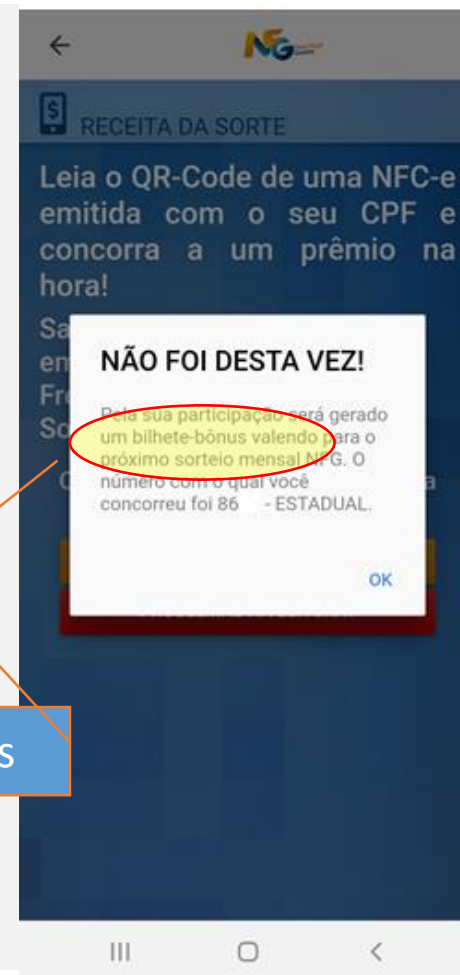 NFG
RECEITA DA SORTE
Leia o QR-Code de uma NFC-e
emitida com o seu CPF e
concorra a um prêmio na
hora!
NÃO FOI DESTA VEZ!
Pela sua participação será gerado
um bilhete-bônus valendo para o
próximo sorteio mensal NFG. O
número com o qual você
concorreu foi 86 - ESTADUAL.
OK